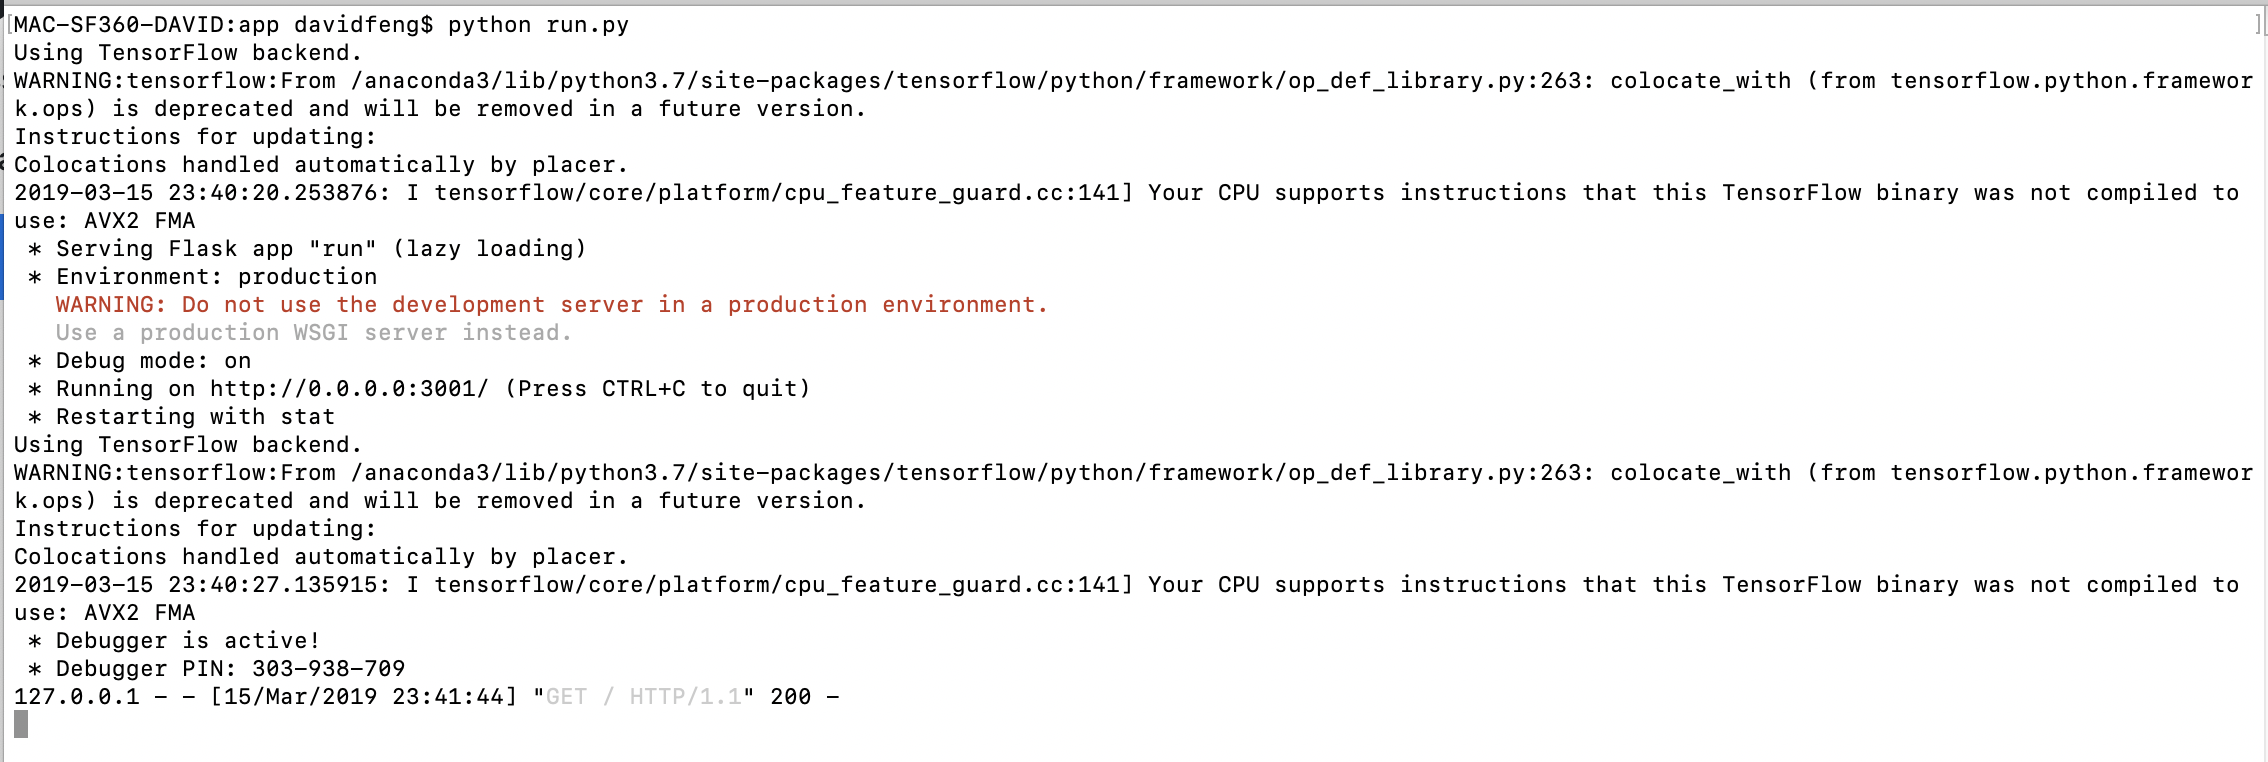 [MAC-SF360-DAVID:app davidfeng$ python run.py ]
Using TensorFlow backend.
WARNING:tensorflow:From /anaconda3/lib/python3.7/site-packages/tensorflow/python/framework/op_def_library.py:263: colocate_with (from tensorflow.python.framewor
k.ops) is deprecated and will be removed in a future version.
Instructions for updating:
Colocations handled automatically by placer.
2019-03-15 23:40:20.253876: I tensorflow/core/platform/cpu_feature_guard.cc:141] Your CPU supports instructions that this TensorFlow binary was not compiled to
use: AVX2 FMA
 * Serving Flask app "run" (lazy loading)
 * Environment: production
   WARNING: Do not use the development server in a production environment.
   Use a production WSGI server instead.
 * Debug mode: on
 * Running on http://0.0.0.0:3001/ (Press CTRL+C to quit)
 * Restarting with stat
Using TensorFlow backend.
WARNING:tensorflow:From /anaconda3/lib/python3.7/site-packages/tensorflow/python/framework/op_def_library.py:263: colocate_with (from tensorflow.python.framewor
k.ops) is deprecated and will be removed in a future version.
Instructions for updating:
Colocations handled automatically by placer.
2019-03-15 23:40:27.135915: I tensorflow/core/platform/cpu_feature_guard.cc:141] Your CPU supports instructions that this TensorFlow binary was not compiled to
use: AVX2 FMA
 * Debugger is active!
 * Debugger PIN: 303-938-709
127.0.0.1 - - [15/Mar/2019 23:41:44] "GET / HTTP/1.1" 200 -